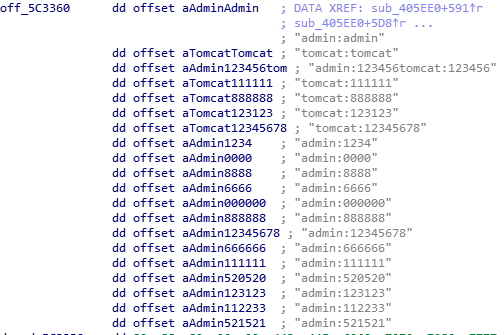 off_5C3360 dd offset aAdminAdmin ; DATA XREF: sub_405EE0+591↑r
; sub_405EE0+5D8↑r ...
; "admin:admin"
dd offset aTomcatTomcat ; "tomcat:tomcat"
dd offset aAdmin123456tom ; "admin:123456tomcat:123456"
dd offset aTomcat111111 ; "tomcat:111111"
dd offset aTomcat888888 ; "tomcat:888888"
dd offset aTomcat123123 ; "tomcat:123123"
dd offset aTomcat12345678 ; "tomcat:12345678"
dd offset aAdmin1234 ; "admin:1234"
dd offset aAdmin0000 ; "admin:0000"
dd offset aAdmin8888 ; "admin:8888"
dd offset aAdmin6666 ; "admin:6666"
dd offset aAdmin000000 ; "admin:000000"
dd offset aAdmin888888 ; "admin:888888"
dd offset aAdmin12345678 ; "admin:12345678"
dd offset aAdmin666666 ; "admin:666666"
dd offset aAdmin111111 ; "admin:111111"
dd offset aAdmin520520 ; "admin:520520"
dd offset aAdmin123123 ; "admin:123123"
dd offset aAdmin112233 ; "admin:112233"
dd offset aAdmin521521 ; "admin:521521"